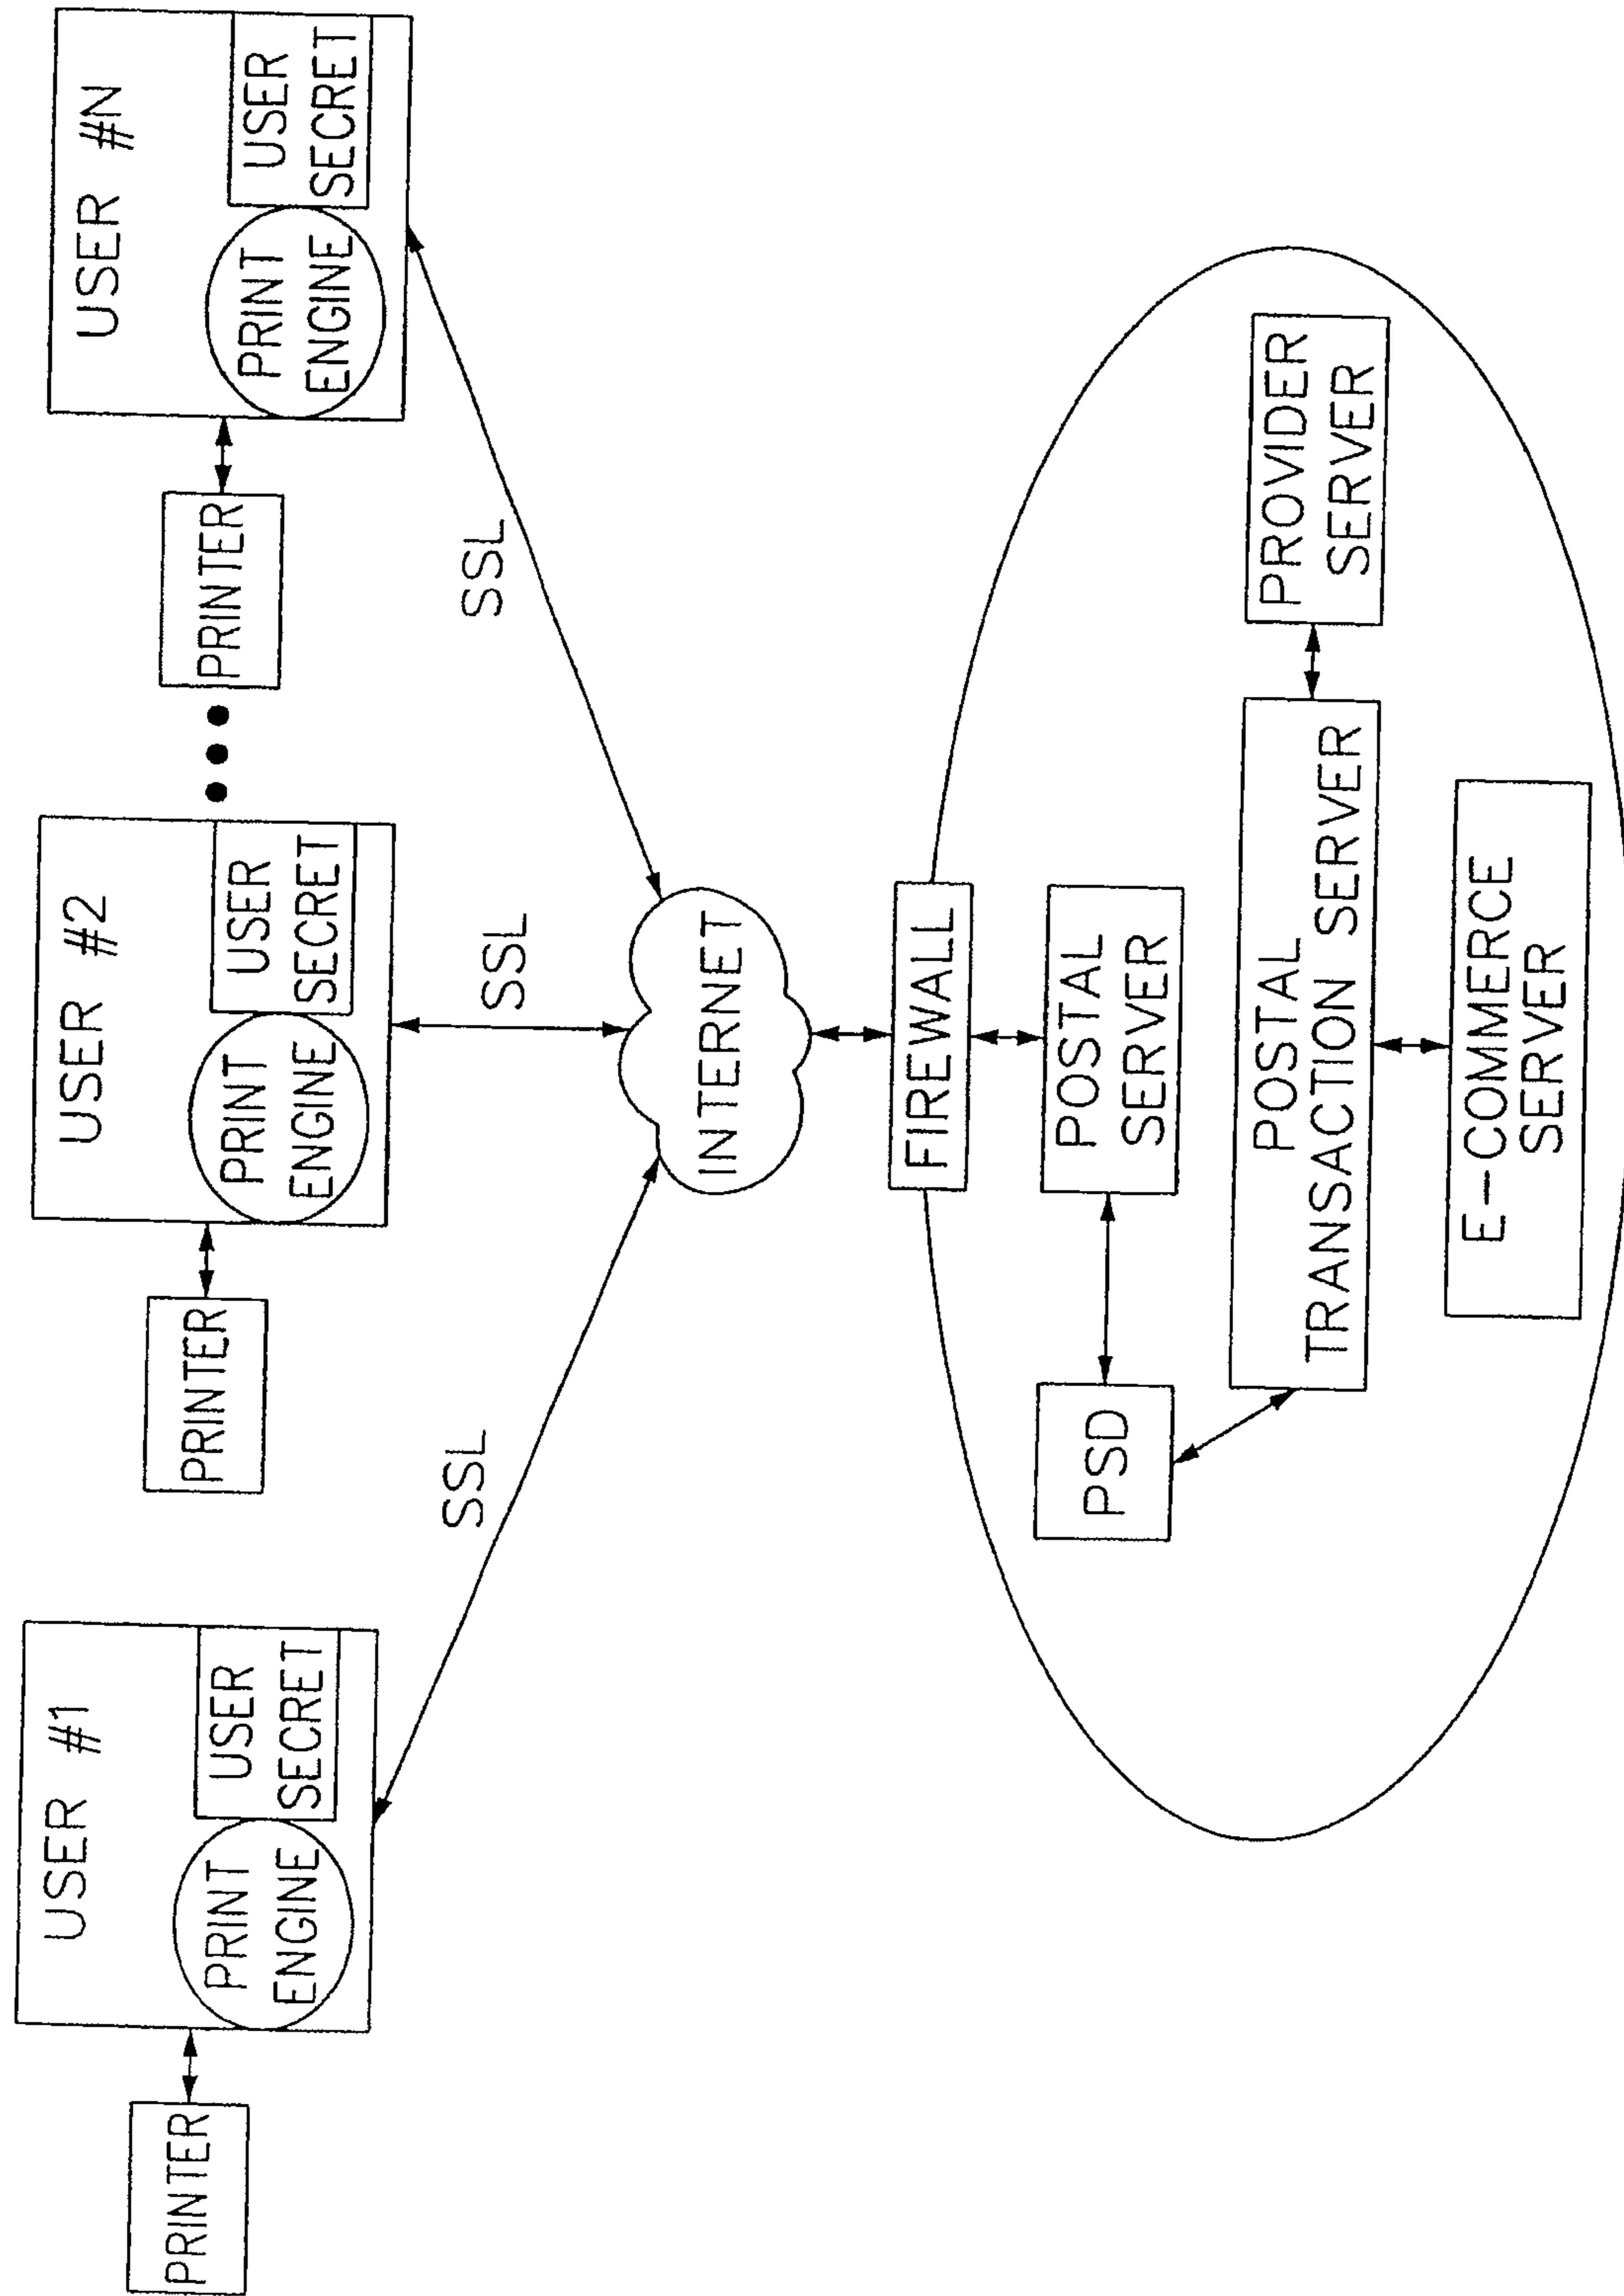 USER #1
PRINT
ENGINE
USER
SECRET
PRINTER
USER #2
PRINT
ENGINE
USER
SECRET
PRINTER
USER #N
PRINT
ENGINE
USER
SECRET
PRINTER
SSL
SSL
SSL
INTERNET
FIREWALL
POSTAL
SERVER
PSD
POSTAL
TRANSACTION SERVER
PROVIDER
SERVER
E-COMMERCE
SERVER